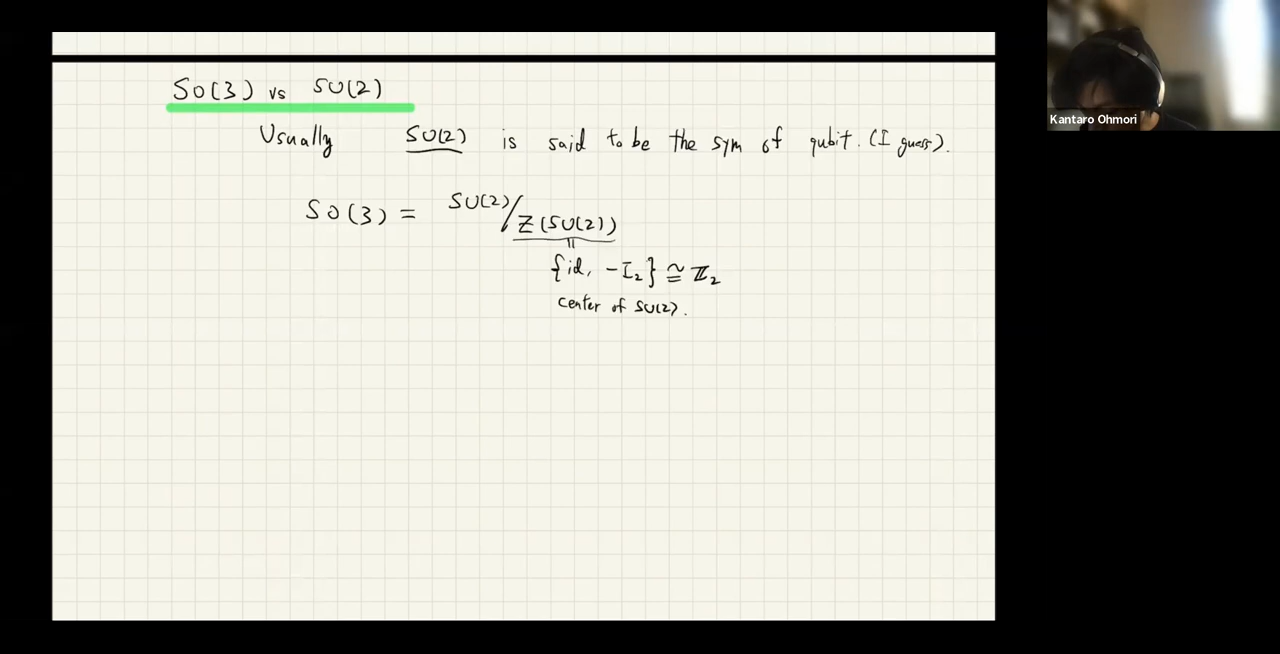 SO(3) vs SU(2)
Usually SU(2) is said to be the sym of qubit. (I guess).
SO(3) = SU(2)/Z(SU(2))
{id, -I₂} ≅ ℤ₂
center of SU(2).
Kantaro Ohmori